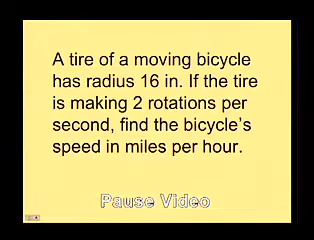 A tire of a moving bicycle
has radius 16 in. If the tire
is making 2 rotations per
second, find the bicycle's
speed in miles per hour.
Pause Video